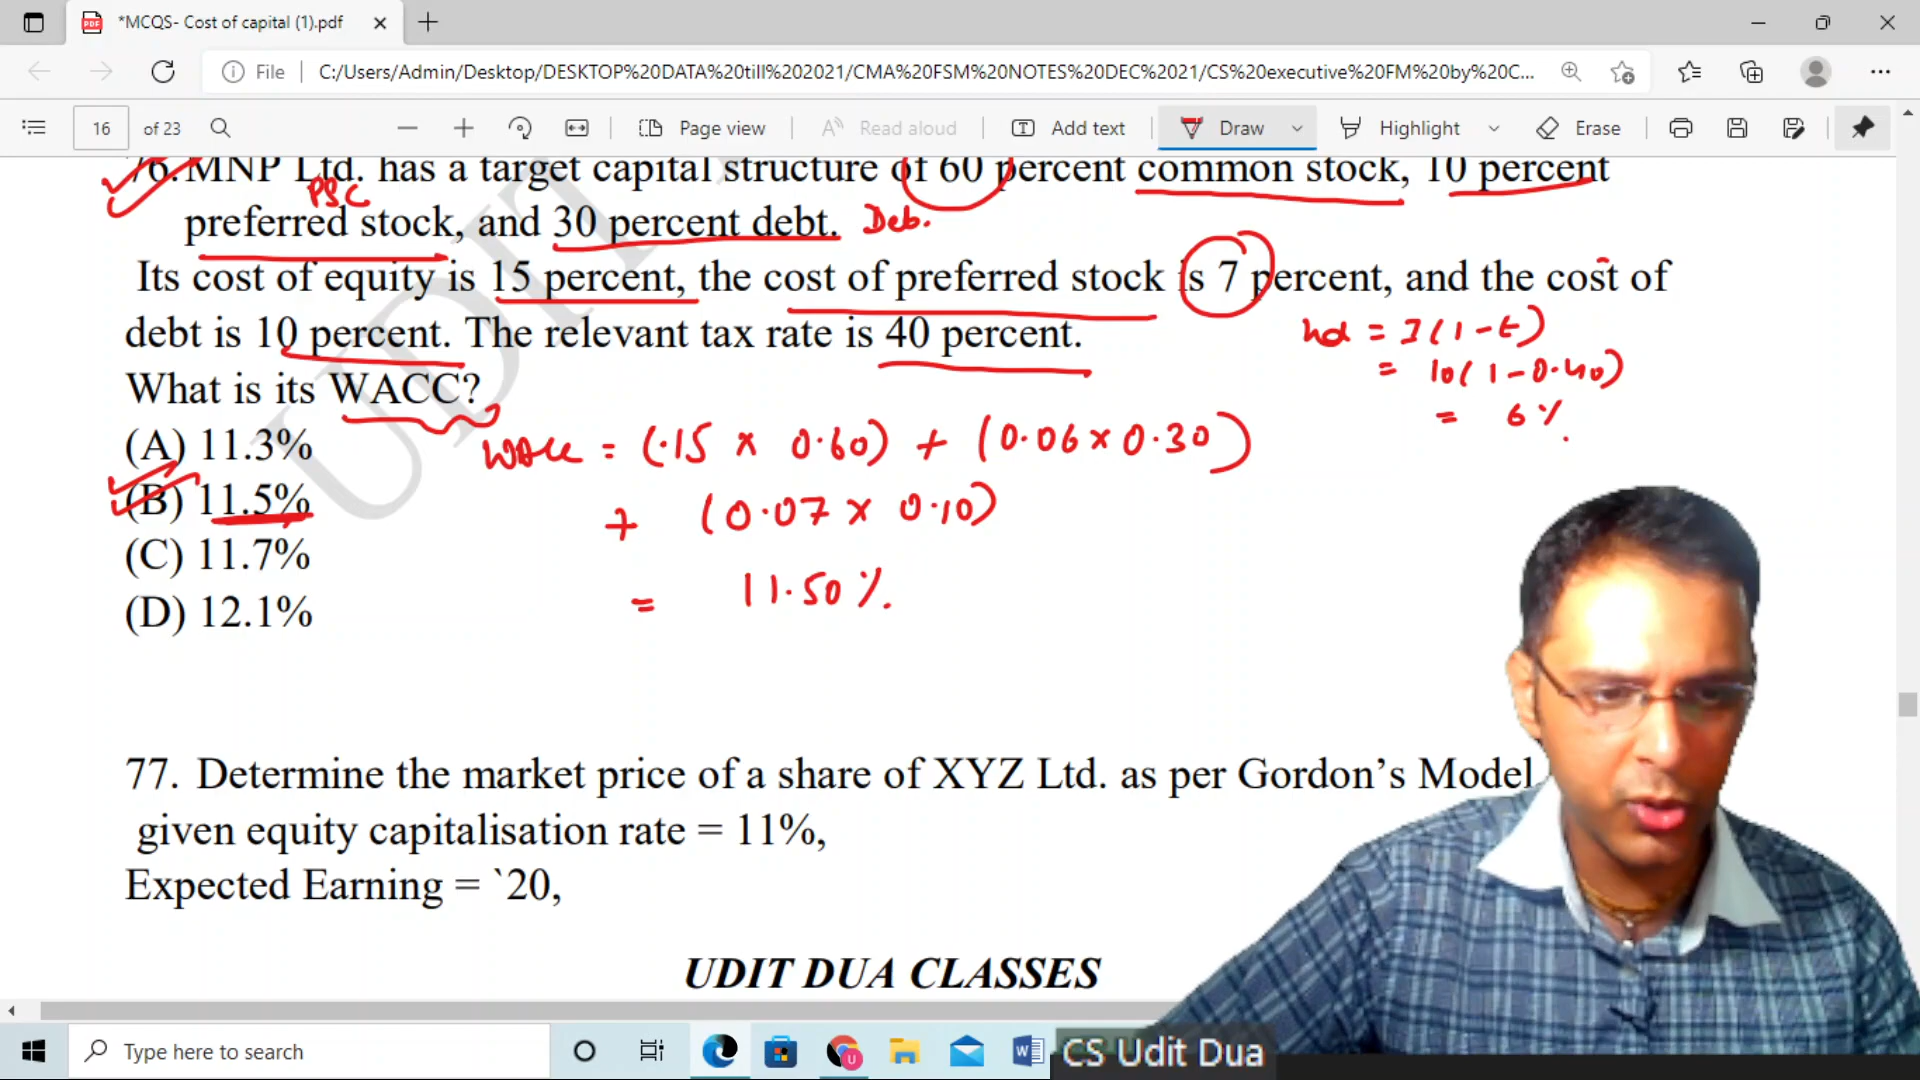 *MCQS- Cost of capital (1).pdf
File
C:/Users/Admin/Desktop/DESKTOP%20DATA%20till%202021/CMA%20FSM%20NOTES%20DEC%2021/CS%20executive%20FM%20by%20C...
16 of 23
Page view
Read aloud
Add text
Draw
Highlight
Erase
76. MNP Ltd. has a target capital structure of 60 percent common stock, 10 percent
PSC
preferred stock, and 30 percent debt. Deb.
Its cost of equity is 15 percent, the cost of preferred stock is 7 percent, and the cost of
debt is 10 percent. The relevant tax rate is 40 percent.
kd = I(1-t)
= 10(1-0.40)
= 6%.
What is its WACC?
(A) 11.3%
WACC = (.15 × 0.60) + (0.06×0.30)
(B) 11.5%
+ (0.07 × 0.10)
(C) 11.7%
= 11.50%.
(D) 12.1%
77. Determine the market price of a share of XYZ Ltd. as per Gordon’s Model
given equity capitalisation rate = 11%,
Expected Earning = `20,
UDIT DUA CLASSES
UDIT
Type here to search
CS Udit Dua